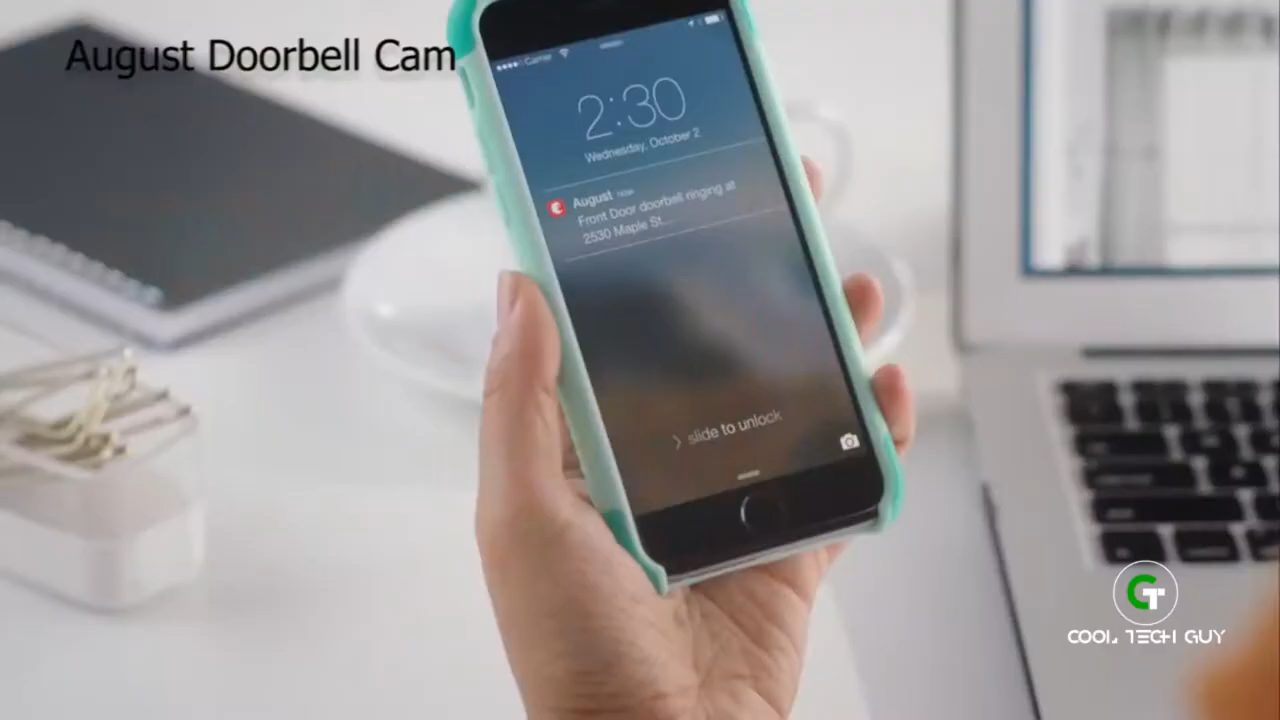 August Doorbell Cam
Carrier
2:30
Wednesday, October 2
August now
Front Door doorbell ringing at
2530 Maple St...
> slide to unlock
GT
COOL TECH GUY